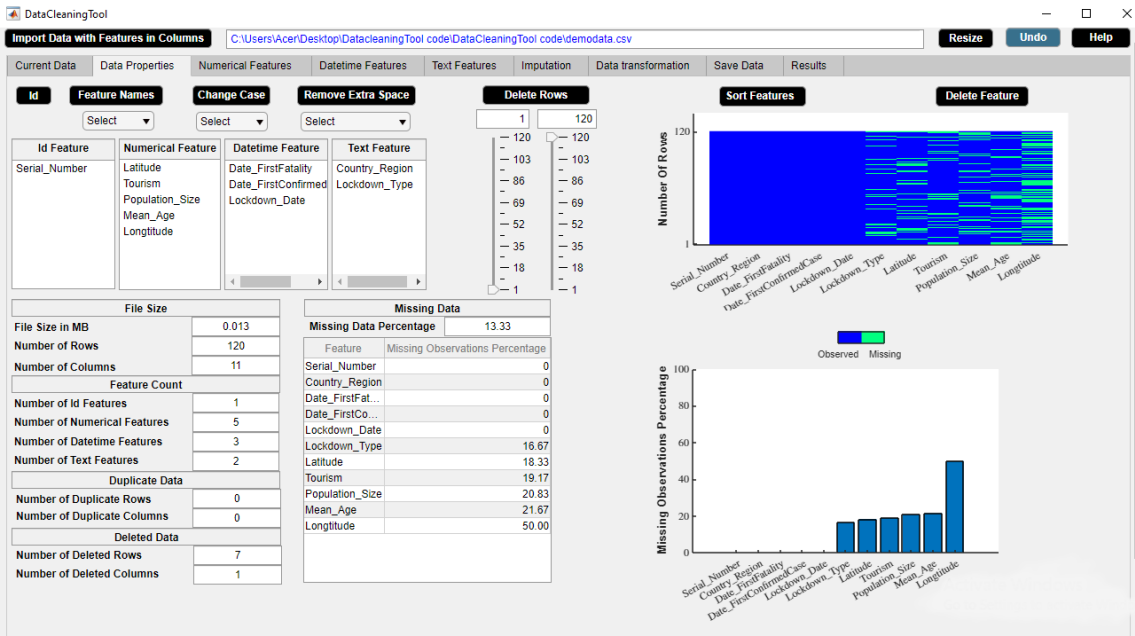 DataCleaningTool
Import Data with Features in Columns
C:\Users\Acer\Desktop\DatacleaningTool code\DataCleaningTool code\demodata.csv
Resize
Undo
Help
Current Data
Data Properties
Numerical Features
Datetime Features
Text Features
Imputation
Data transformation
Save Data
Results
Id
Feature Names
Change Case
Remove Extra Space
Delete Rows
Sort Features
Delete Feature
Select
Select
Select
1
120
Id Feature
Serial_Number
Numerical Feature
Latitude
Tourism
Population_Size
Mean_Age
Longtitude
Datetime Feature
Date_FirstFatality
Date_FirstConfirmed
Lockdown_Date
Text Feature
Country_Region
Lockdown_Type
120
103
86
69
52
35
18
1
120
103
86
69
52
35
18
1
Number Of Rows
120
1
Serial_Number
Country_Region
Date_FirstFatality
Date_FirstConfirmedCase
Lockdown_Date
Lockdown_Type
Latitude
Tourism
Population_Size
Mean_Age
Longtitude
Observed
Missing
File Size
File Size in MB 0.013
Number of Rows 120
Number of Columns 11
Feature Count
Number of Id Features 1
Number of Numerical Features 5
Number of Datetime Features 3
Number of Text Features 2
Duplicate Data
Number of Duplicate Rows 0
Number of Duplicate Columns 0
Deleted Data
Number of Deleted Rows 7
Number of Deleted Columns 1
Missing Data
Missing Data Percentage 13.33
Feature Missing Observations Percentage
Serial_Number 0
Country_Region 0
Date_FirstFat... 0
Date_FirstCo... 0
Lockdown_Date 0
Lockdown_Type 16.67
Latitude 18.33
Tourism 19.17
Population_Size 20.83
Mean_Age 21.67
Longtitude 50.00
Missing Observations Percentage
100
80
60
40
20
0
Serial_Number
Country_Region
Date_FirstFatality
Date_FirstConfirmedCase
Lockdown_Date
Lockdown_Type
Latitude
Tourism
Population_Size
Mean_Age
Longtitude